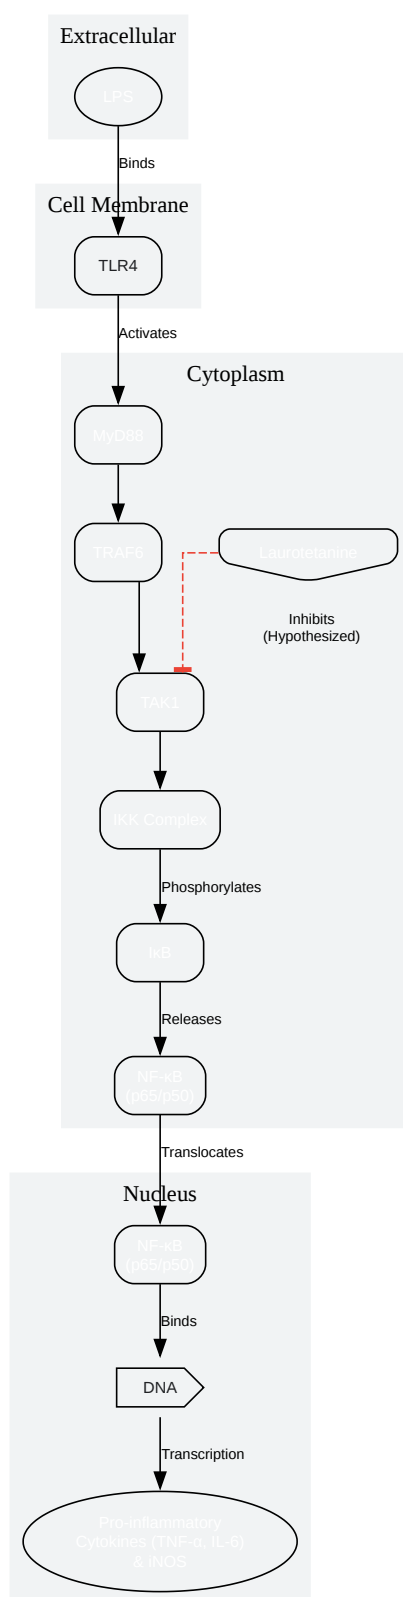 Extracellular
LPS
Binds
Cell Membrane
TLR4
Activates
Cytoplasm
MyD88
TRAF6
Laurotetanine
Inhibits
(Hypothesized)
TAK1
IKK Complex
Phosphorylates
IκB
Releases
NF-κB
(p65/p50)
Translocates
Nucleus
NF-κB
(p65/p50)
Binds
DNA
Transcription
Pro-inflammatory
Cytokines (TNF-α, IL-6)
& iNOS